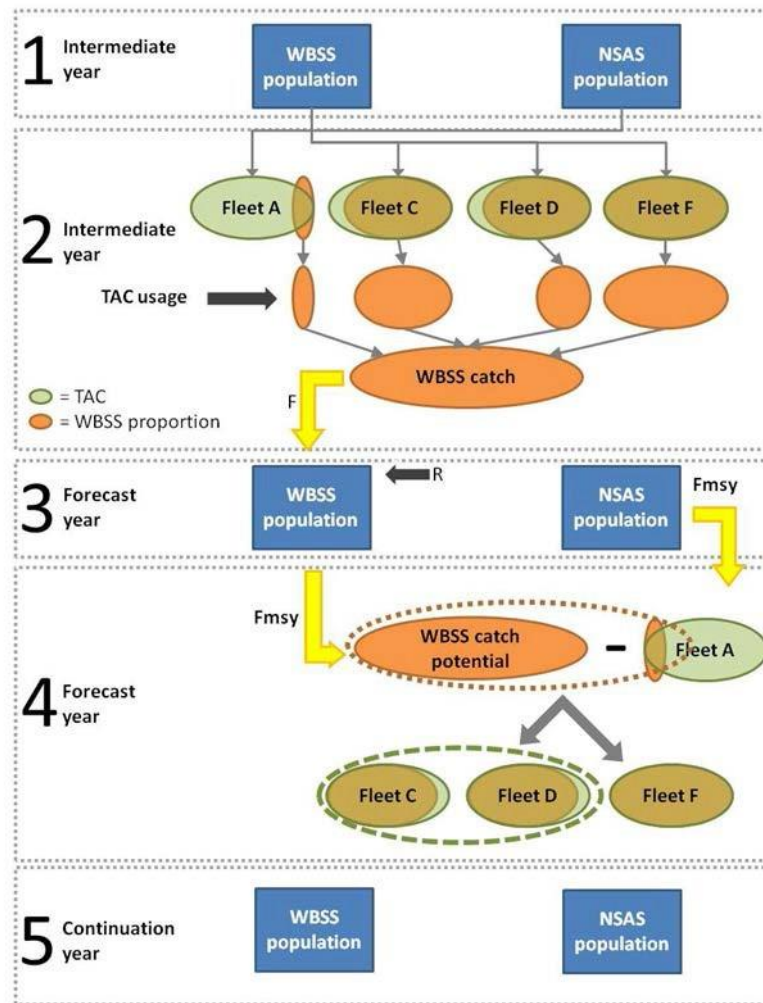 1 Intermediate
year
WBSS
population
NSAS
population
2 Intermediate
year
Fleet A
Fleet C
Fleet D
Fleet F
TAC usage
WBSS catch
= TAC
= WBSS proportion
F
3 Forecast
year
WBSS
population
R
NSAS
population
Fmsy
4 Forecast
year
Fmsy
WBSS catch
potential
-
Fleet A
Fleet C
Fleet D
Fleet F
5 Continuation
year
WBSS
population
NSAS
population